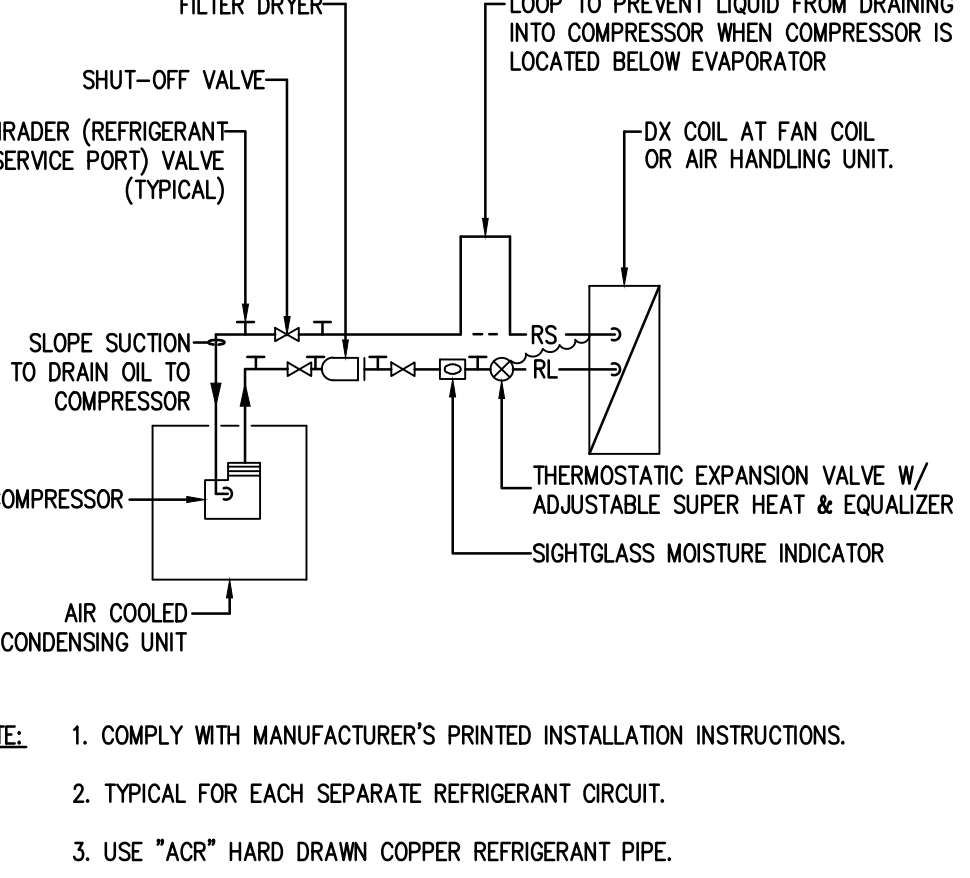 FILTER DRYER
LOOP TO PREVENT LIQUID FROM DRAINING
INTO COMPRESSOR WHEN COMPRESSOR IS
LOCATED BELOW EVAPORATOR
SHUT-OFF VALVE
HRADER (REFRIGERANT
SERVICE PORT) VALVE
(TYPICAL)
DX COIL AT FAN COIL
OR AIR HANDLING UNIT.
SLOPE SUCTION
TO DRAIN OIL TO
COMPRESSOR
RS
RL
COMPRESSOR
THERMOSTATIC EXPANSION VALVE W/
ADJUSTABLE SUPER HEAT & EQUALIZER
SIGHTGLASS MOISTURE INDICATOR
AIR COOLED
CONDENSING UNIT
TE:
1. COMPLY WITH MANUFACTURER'S PRINTED INSTALLATION INSTRUCTIONS.
2. TYPICAL FOR EACH SEPARATE REFRIGERANT CIRCUIT.
3. USE "ACR" HARD DRAWN COPPER REFRIGERANT PIPE.